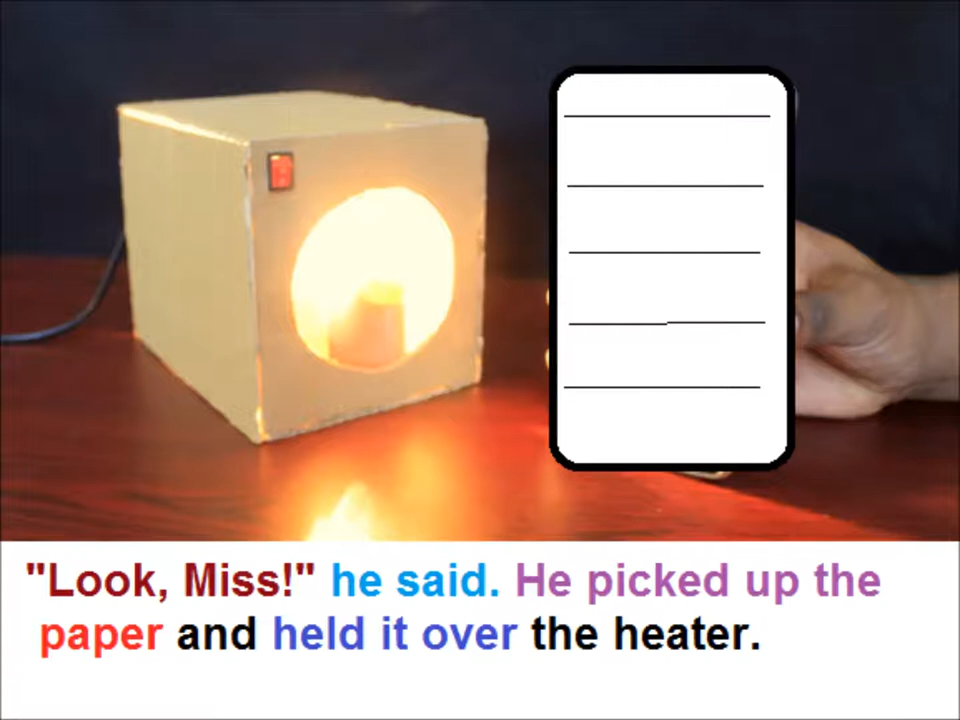 "Look, Miss!" he said. He picked up the
paper and held it over the heater.